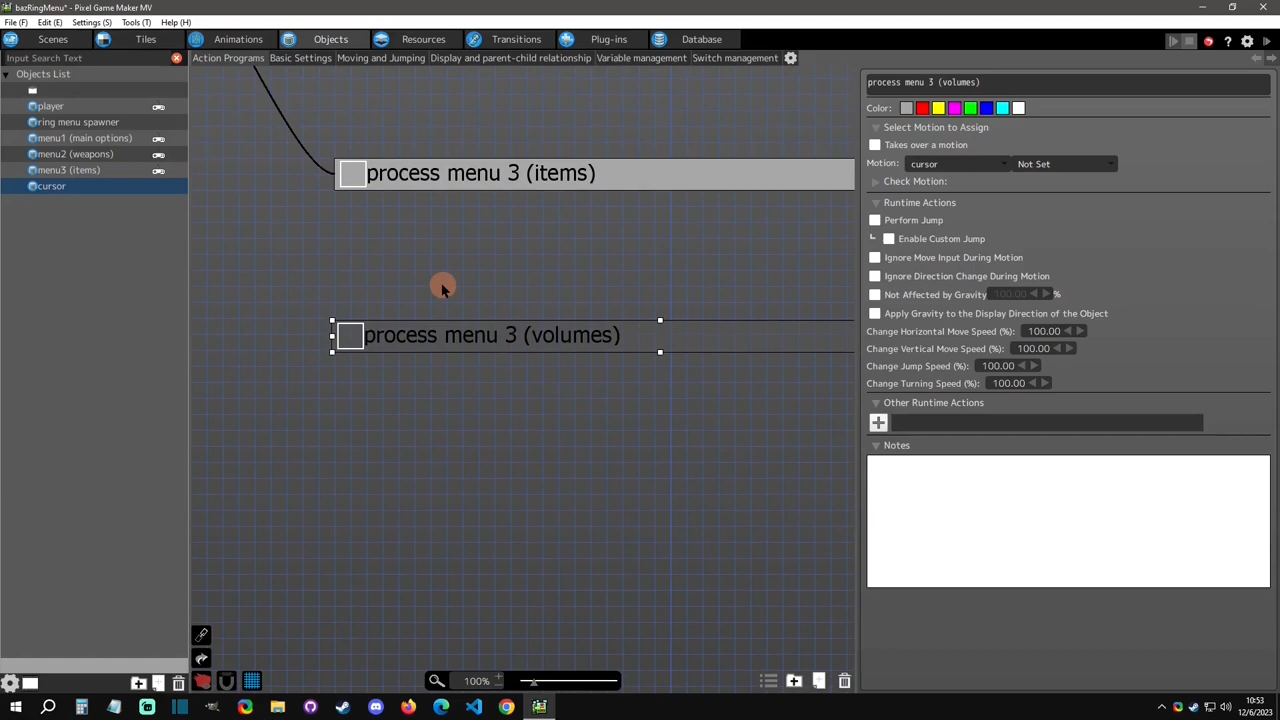 bazRingMenu* - Pixel Game Maker MV
File (F) Edit (E) Settings (S) Tools (T) Help (H)
Scenes Tiles Animations Objects Resources Transitions Plug-ins Database
Input Search Text
Action Programs Basic Settings Moving and Jumping Display and parent-child relationship Variable management Switch management
Objects List
player
ring menu spawner
menu1 (main options)
menu2 (weapons)
menu3 (items)
cursor
process menu 3 (items)
process menu 3 (volumes)
100%
process menu 3 (volumes)
Color:
Select Motion to Assign
Takes over a motion
Motion: cursor Not Set
Check Motion:
Runtime Actions
Perform Jump
Enable Custom Jump
Ignore Move Input During Motion
Ignore Direction Change During Motion
Not Affected by Gravity 100.00 %
Apply Gravity to the Display Direction of the Object
Change Horizontal Move Speed (%): 100.00
Change Vertical Move Speed (%): 100.00
Change Jump Speed (%): 100.00
Change Turning Speed (%): 100.00
Other Runtime Actions
Notes
10:53
12/6/2023